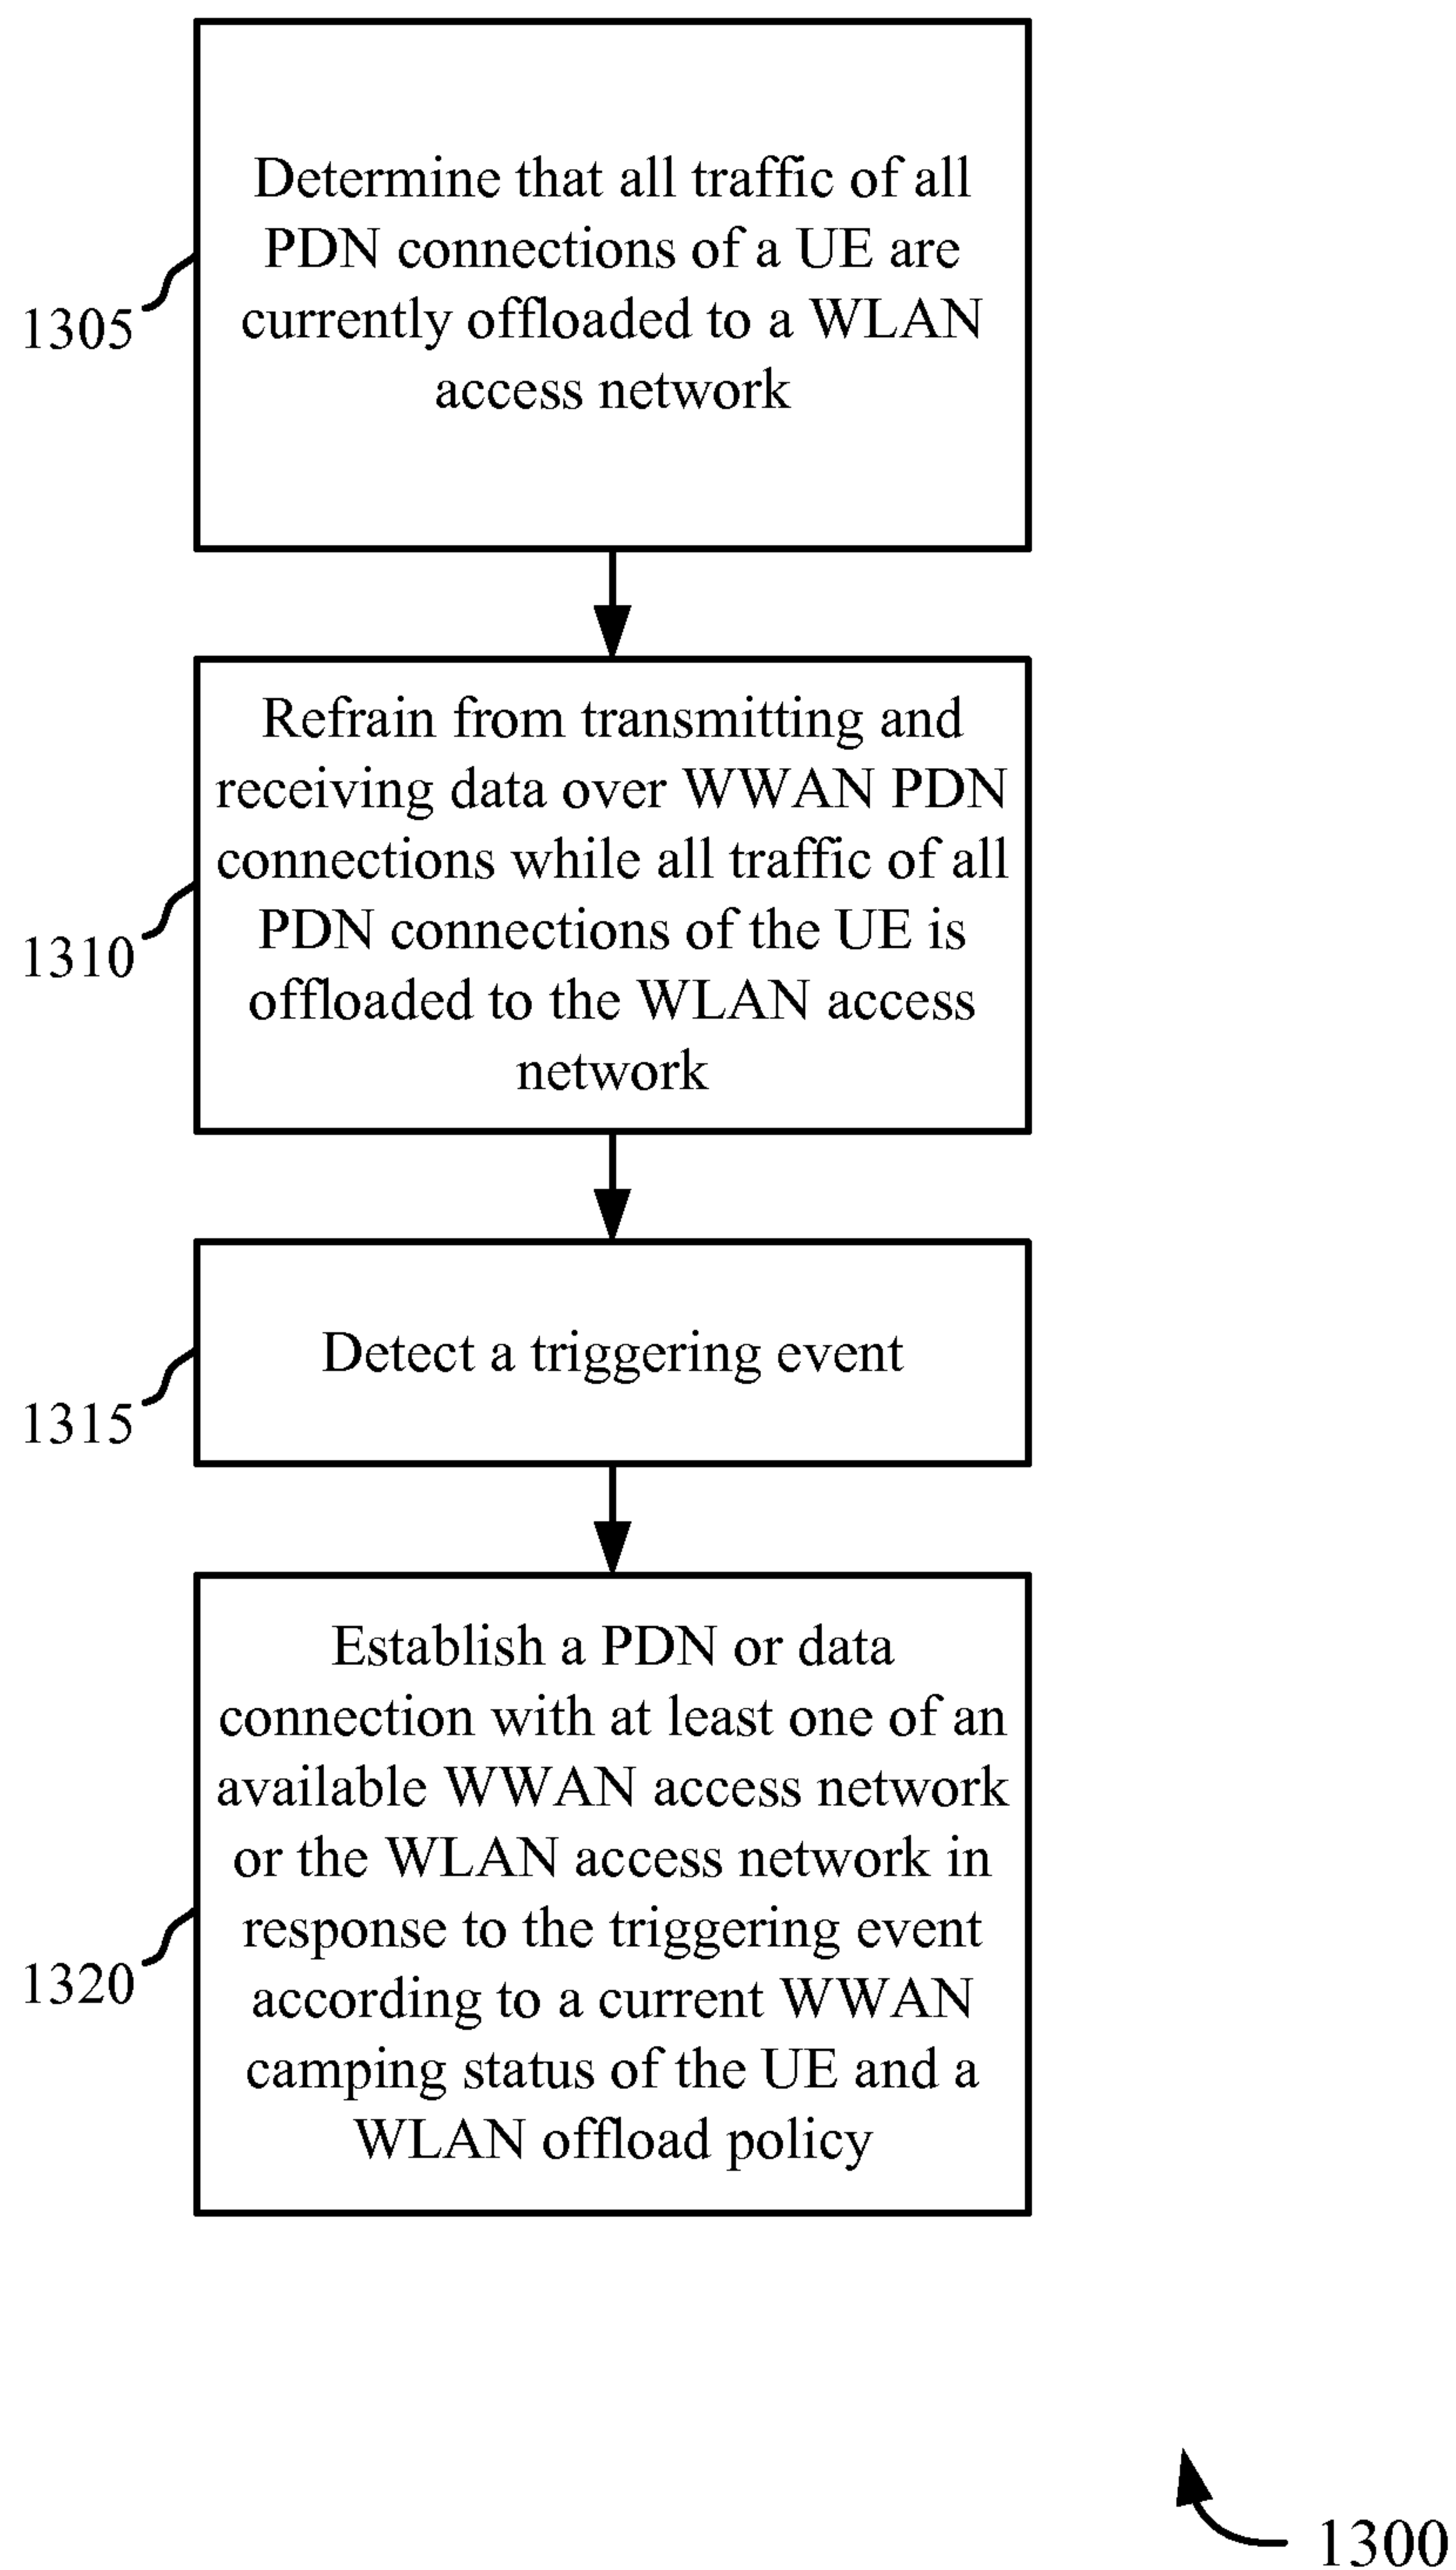 Determine that all traffic of all
PDN connections of a UE are
currently offloaded to a WLAN
access network
1305
Refrain from transmitting and
receiving data over WWAN PDN
connections while all traffic of all
PDN connections of the UE is
offloaded to the WLAN access
network
1310
Detect a triggering event
1315
Establish a PDN or data
connection with at least one of an
available WWAN access network
or the WLAN access network in
response to the triggering event
according to a current WWAN
camping status of the UE and a
WLAN offload policy
1320
1300